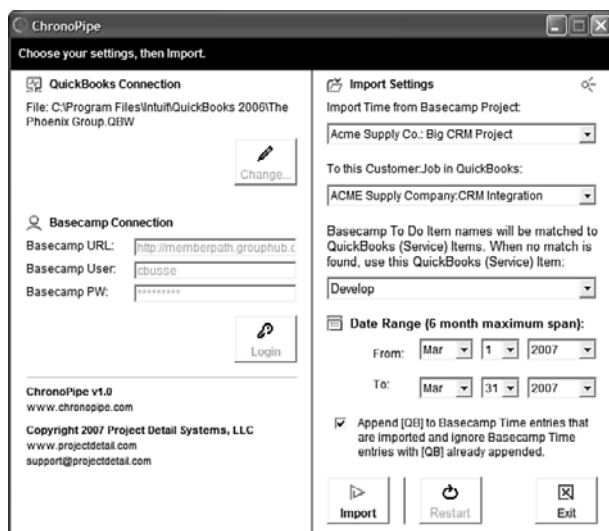 ChronoPipe
Choose your settings, then Import.
QuickBooks Connection
File: C:\Program Files\Intuit\QuickBooks 2006\The
Phoenix Group.QBW
Change...
Basecamp Connection
Basecamp URL: http://memberpath.grouphub.c
Basecamp User: cbusse
Basecamp PW: *********
Login
ChronoPipe v1.0
www.chronopipe.com
Copyright 2007 Project Detail Systems, LLC
www.projectdetail.com
support@projectdetail.com
Import Settings
Import Time from Basecamp Project:
Acme Supply Co.: Big CRM Project
To this Customer:Job in QuickBooks:
ACME Supply Company:CRM Integration
Basecamp To Do Item names will be matched to
QuickBooks (Service) Items. When no match is
found, use this QuickBooks (Service) Item:
Develop
Date Range (6 month maximum span):
From: Mar 1 2007
To: Mar 31 2007
Append [QB] to Basecamp Time entries that
are imported and ignore Basecamp Time
entries with [QB] already appended.
Import Restart Exit